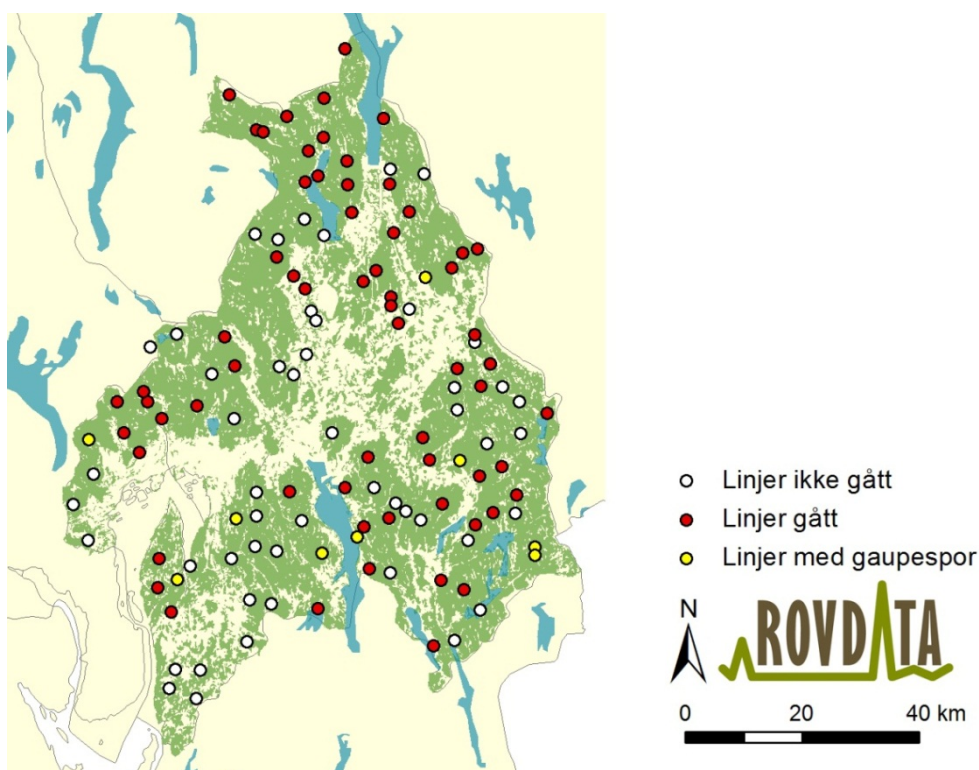 Linjer ikke gått
Linjer gått
Linjer med gaupespor
N
ROVDATA
0 20 40 km